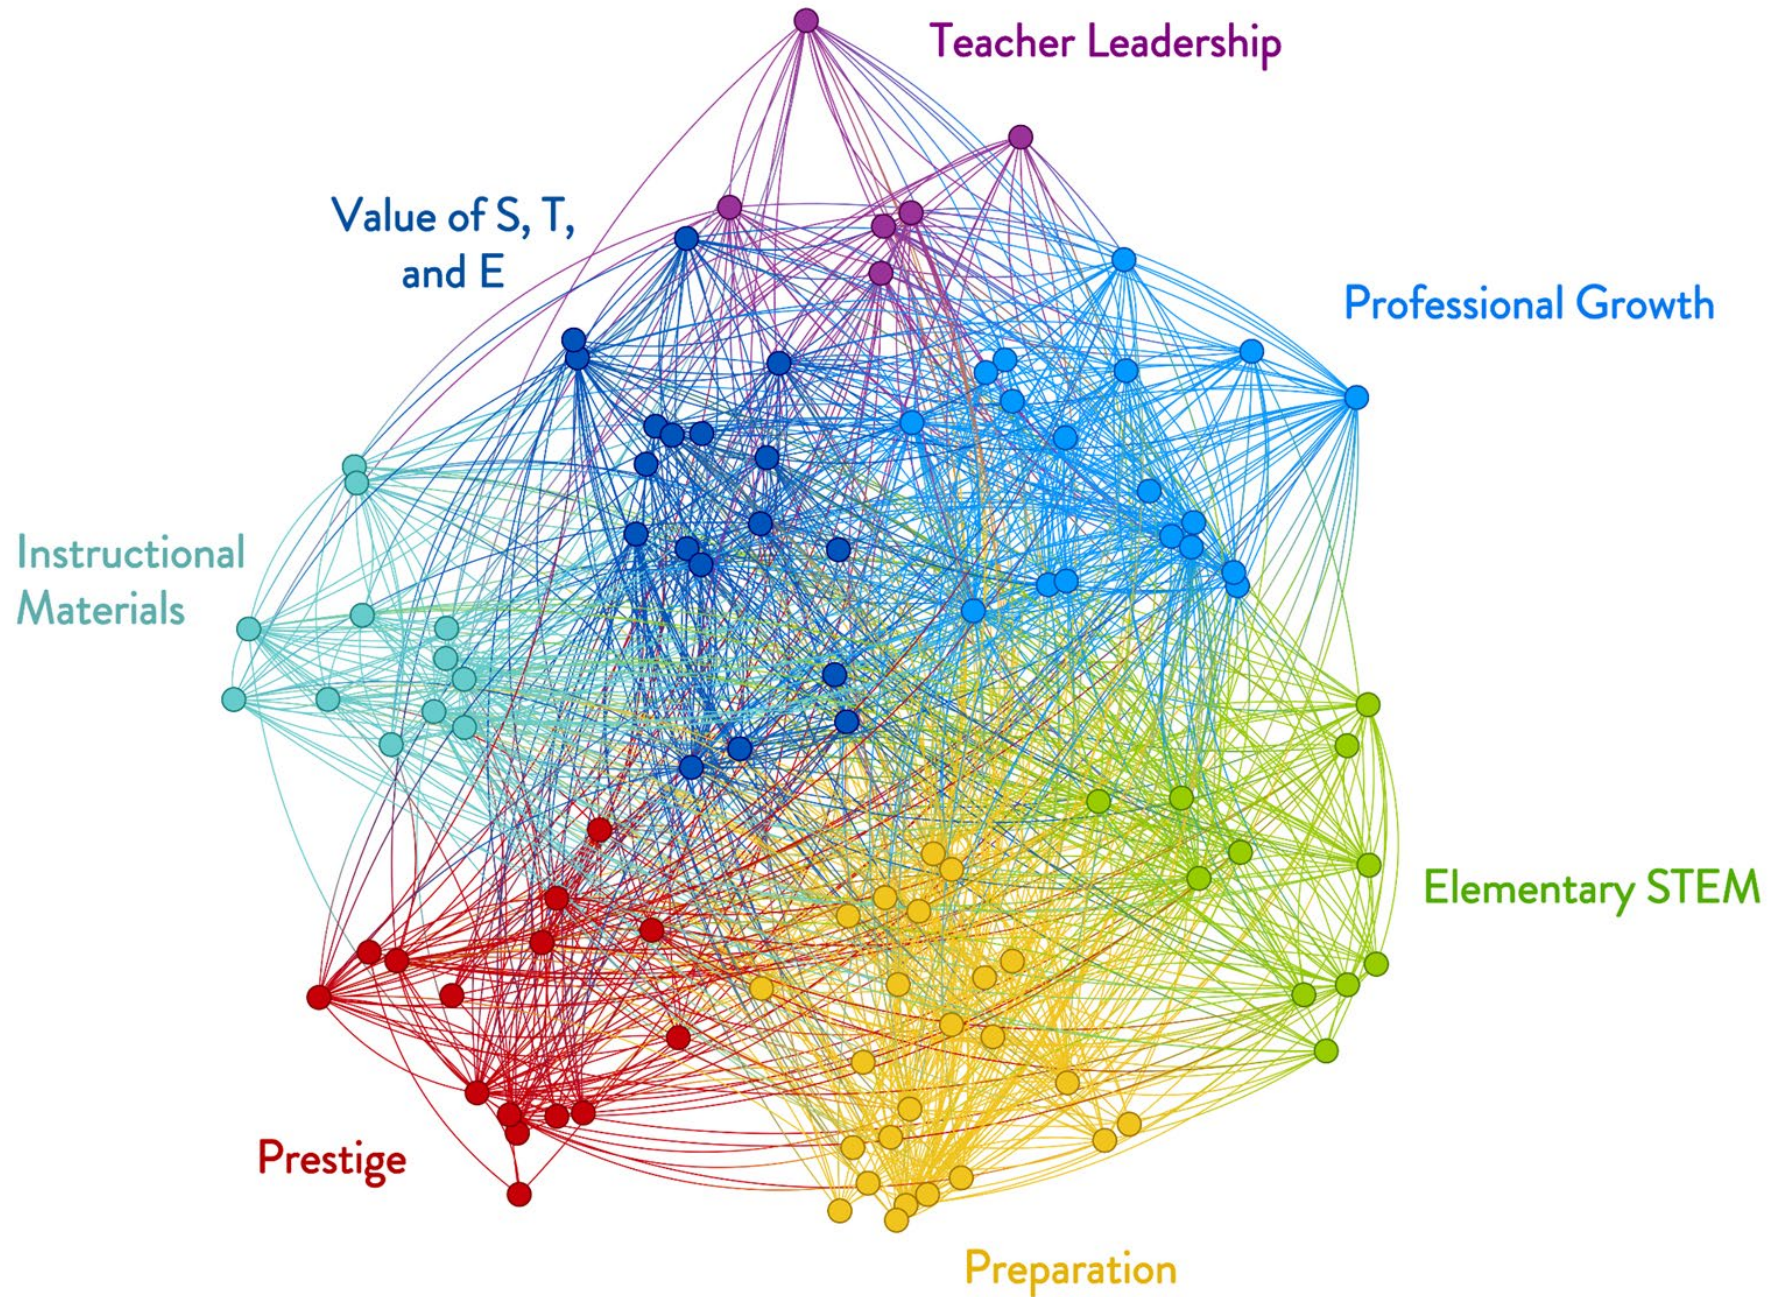 Teacher Leadership
Value of S, T,
and E
Professional Growth
Instructional
Materials
Elementary STEM
Prestige
Preparation